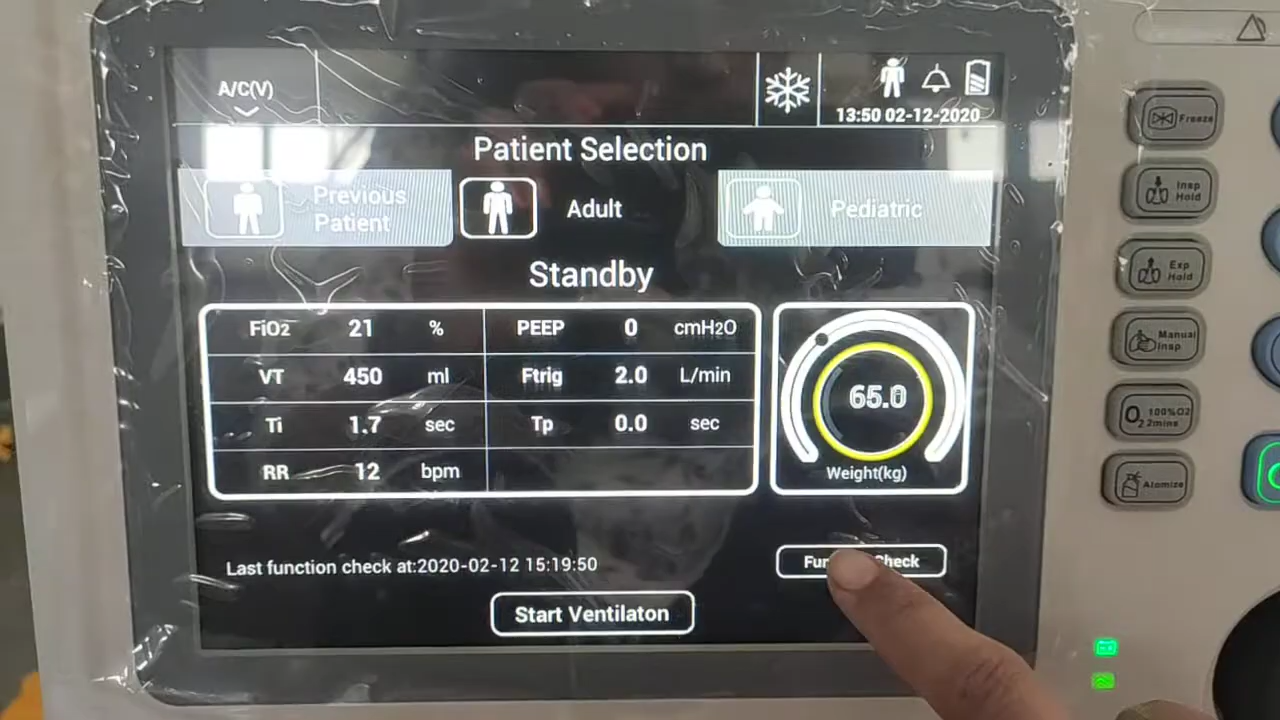 A/C(V)
13:50 02-12-2020
Patient Selection
Previous
Patient
Adult
Pediatric
Standby
FiO2 21 % PEEP 0 cmH2O
VT 450 ml Ftrig 2.0 L/min
Ti 1.7 sec Tp 0.0 sec
RR 12 bpm
65.0
Weight(kg)
Last function check at:2020-02-12 15:19:50
Check
Start Ventilaton
Freeze
Insp
Hold
Exp
Hold
Manual
Insp
O2 100%O2
2mins
Atomize